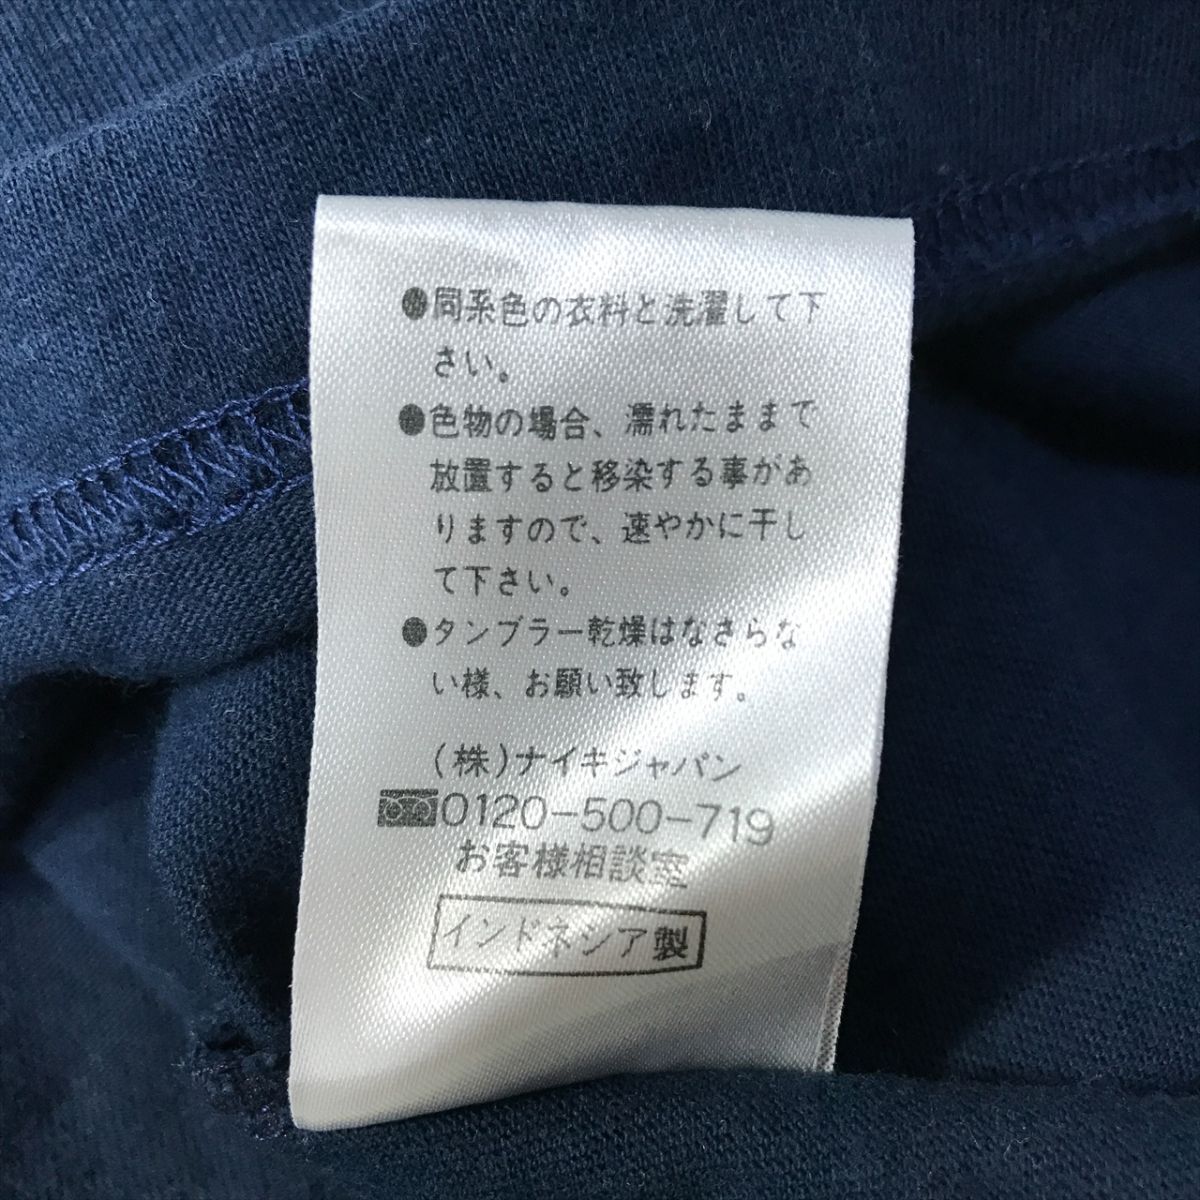 ●同系色の衣料と洗濯して下
さい。
●色物の場合、濡れたままで
放置すると移染する事があ
りますので、速やかに干し
て下さい。
●タンブラー乾燥はなさらな
い様、お願い致します。
(株)ナイキジャパン
0120-500-719
お客様相談室
インドネシア製